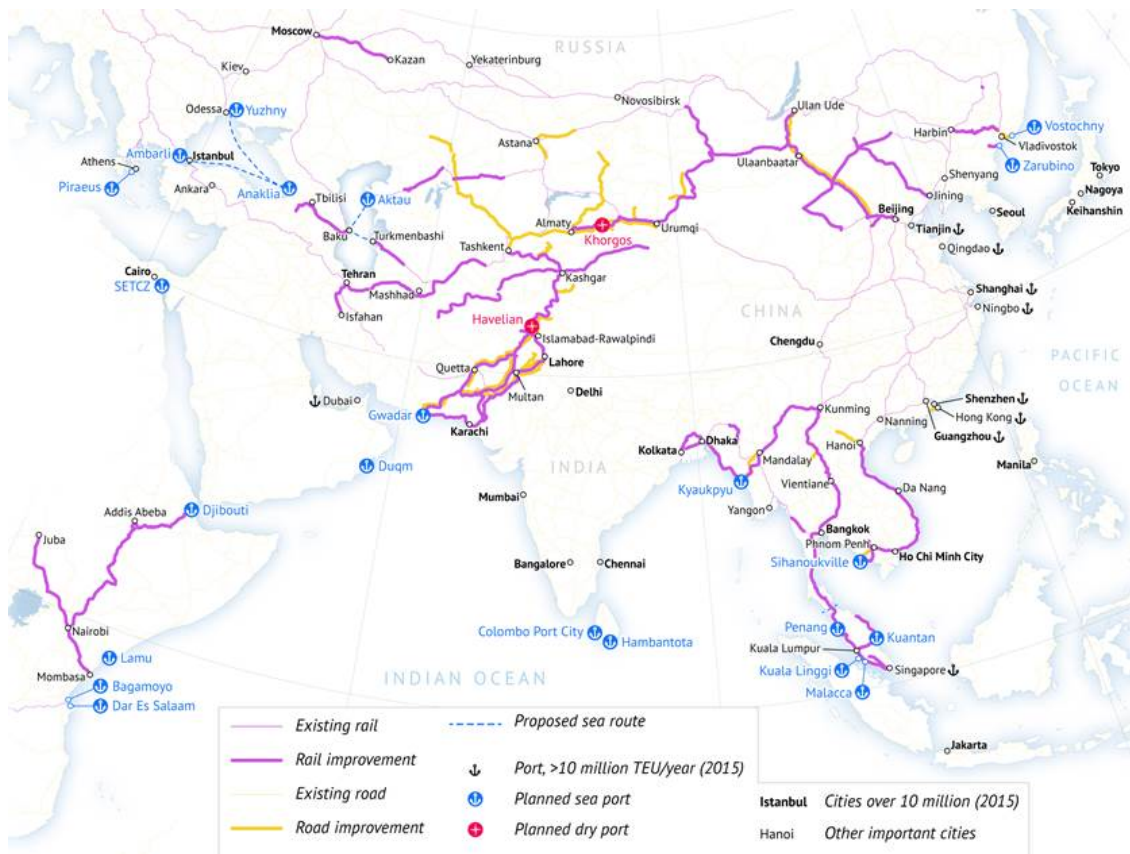 Moscow
RUSSIA
Kazan
Yekaterinburg
Kiev
Novosibirsk
Ulan Ude
Odessa
Yuzhny
Harbin
Vostochny
Vladivostok
Astana
Ambarli
Istanbul
Ulaanbaatar
Zarubino
Tokyo
Athens
Shenyang
Nagoya
Piraeus
Ankara
Anaklia
Tbilisi
Aktau
Jining
Keihanshin
Almaty
Beijing
Seoul
Urumqi
Tianjin
Baku
Turkmenbashi
Khorgos
Tashkent
Qingdao
Cairo
Tehran
Kashgar
SETCZ
Mashhad
Shanghai
CHINA
Ningbo
Isfahan
Havelian
Islamabad-Rawalpindi
Chengdu
PACIFIC
OCEAN
Lahore
Quetta
Delhi
Multan
Dubai
Shenzhen
Gwadar
Kunming
Hong Kong
Nanning
Karachi
Guangzhou
Dhaka
Hanoi
Kolkata
Mandalay
Manila
Duqm
INDIA
Kyaukpyu
Vientiane
Da Nang
Mumbai
Yangon
Djibouti
Addis Abeba
Bangkok
Juba
Phnom Penh
Ho Chi Minh City
Bangalore
Chennai
Sihanoukville
Nairobi
Colombo Port City
Hambantota
Penang
Kuantan
Kuala Lumpur
Lamu
Singapore
Mombasa
Kuala Linggi
INDIAN OCEAN
Bagamoyo
Malacca
Dar Es Salaam
Existing rail
Proposed sea route
Rail improvement
Port, >10 million TEU/year (2015)
Jakarta
Existing road
Planned sea port
Istanbul Cities over 10 million (2015)
Road improvement
Planned dry port
Hanoi Other important cities